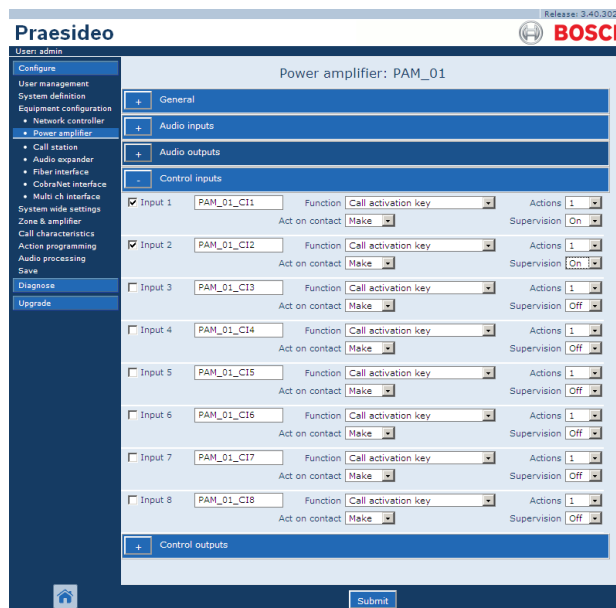 Release: 3.40.302
Praesideo
BOSCH
User: admin
Configure
User management
System definition
Equipment configuration
• Network controller
• Power amplifier
• Call station
• Audio expander
• Fiber interface
• CobraNet interface
• Multi ch interface
System wide settings
Zone & amplifier
Call characteristics
Action programming
Audio processing
Save
Diagnose
Upgrade
Power amplifier: PAM_01
+ General
+ Audio inputs
+ Audio outputs
- Control inputs
Input 1 PAM_01_CI1 Function Call activation key Actions 1
Act on contact Make Supervision On
Input 2 PAM_01_CI2 Function Call activation key Actions 1
Act on contact Make Supervision On
Input 3 PAM_01_CI3 Function Call activation key Actions 1
Act on contact Make Supervision Off
Input 4 PAM_01_CI4 Function Call activation key Actions 1
Act on contact Make Supervision Off
Input 5 PAM_01_CI5 Function Call activation key Actions 1
Act on contact Make Supervision Off
Input 6 PAM_01_CI6 Function Call activation key Actions 1
Act on contact Make Supervision Off
Input 7 PAM_01_CI7 Function Call activation key Actions 1
Act on contact Make Supervision Off
Input 8 PAM_01_CI8 Function Call activation key Actions 1
Act on contact Make Supervision Off
+ Control outputs
Submit